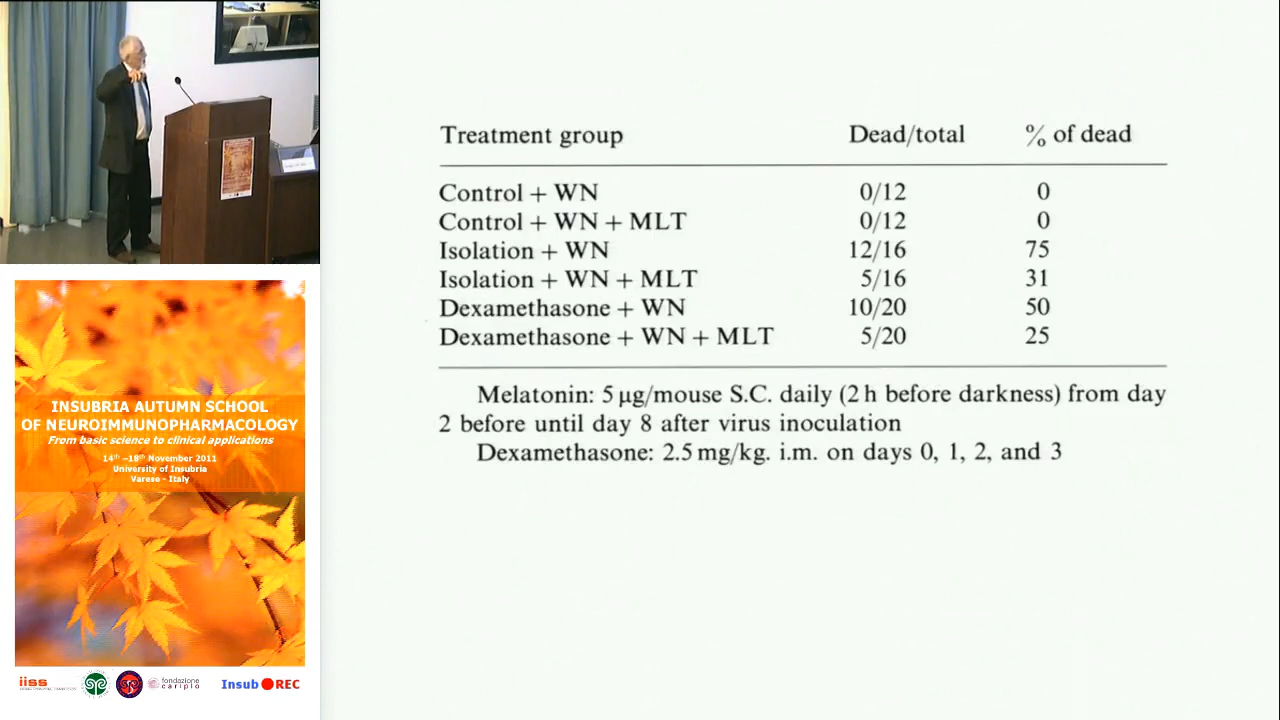 Treatment group Dead/total % of dead
Control + WN 0/12 0
Control + WN + MLT 0/12 0
Isolation + WN 12/16 75
Isolation + WN + MLT 5/16 31
Dexamethasone + WN 10/20 50
Dexamethasone + WN + MLT 5/20 25
Melatonin: 5 µg/mouse S.C. daily (2 h before darkness) from day
2 before until day 8 after virus inoculation
Dexamethasone: 2.5 mg/kg. i.m. on days 0, 1, 2, and 3
INSUBRIA AUTUMN SCHOOL
OF NEUROIMMUNOPHARMACOLOGY
From basic science to clinical applications
14th –18th November 2011
University of Insubria
Varese - Italy
iiss
fondazione
cariplo
Insub REC